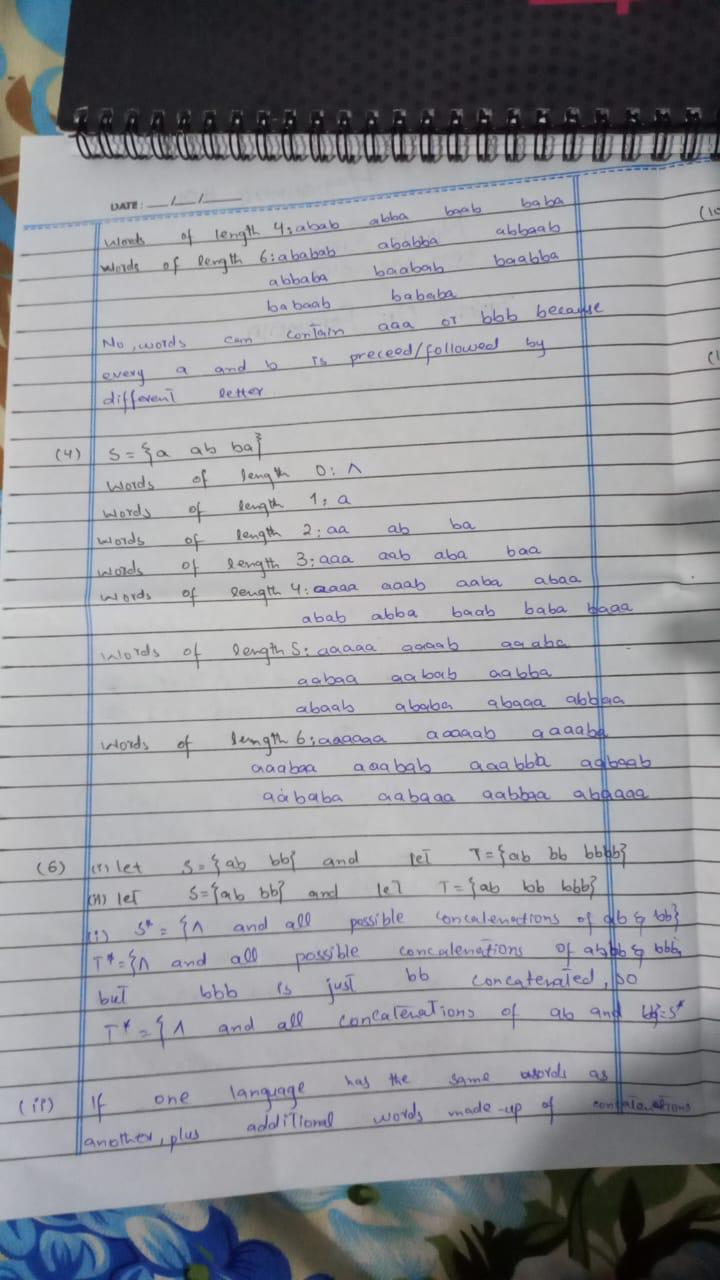 DATE: __/__/____
words of length 4: abab abba baab baba
words of length 6: ababab ababba abbaab
abbaba baabab baabba
babaab bababa
No, words can contain aaa or bbb because
every a and b is preceed/followed by
different letter
(4) S = {a ab ba}
words of length 0: Λ
words of length 1: a
words of length 2: aa ab ba
words of length 3: aaa aab aba baa
words of length 4: aaaa aaab aaba abaa
abab abba baab baba baaa
words of length 5: aaaaa aaaab aaaba
aabaa aabab aabba
abaab ababa abaaa abbaa
words of length 6: aaaaaa aaaaab aaaaba
aaabaa aaabab aaabba aabaab
aababa aabaaa aabbaa abaaaa
(6) (i) let S = {ab bb} and let T = {ab bb bbbb}
(ii) let S = {ab bb} and let T = {ab bb bbb}
(i) S* = {Λ and all possible concatenations of ab & bb}
T* = {Λ and all possible concatenations of ab, bb & bbb,
but bbb is just bb concatenated, so
T* = {Λ and all concatenations of ab and bb} = S*
(ii) If one language has the same words as
another, plus additional words made-up of concatenations